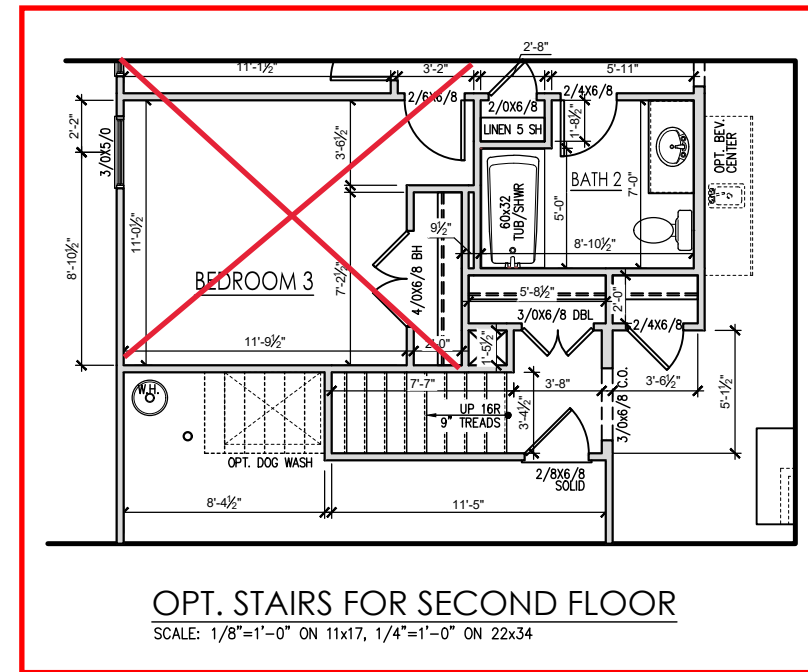 2'-8"
11'-1½"
3'-2"
5'-11"
2/6X6/8
2/0X6/8
2/4X6/8
LINEN 5 SH
1'-8½"
2'-2"
3/0X5/0
3'-6½"
OPT. BEV.
CENTER
BATH 2
7'-0"
5'-0"
60x32
TUB/SHWR
11'-0½"
8'-10½"
9½"
8'-10½"
BEDROOM 3
7'-2½"
4/0X6/8 BH
5'-8½"
2'-0"
3/0X6/8 DBL
2/4X6/8
11'-9½"
2'-0"
1'-5½"
W.H.
7'-7"
3'-8"
3'-6½"
3/0x6/8 C.O.
5'-1½"
UP 16R
9" TREADS
3'-4½"
OPT. DOG WASH
2/8X6/8
SOLID
8'-4½"
11'-5"
OPT. STAIRS FOR SECOND FLOOR
SCALE: 1/8"=1'-0" ON 11x17, 1/4"=1'-0" ON 22x34